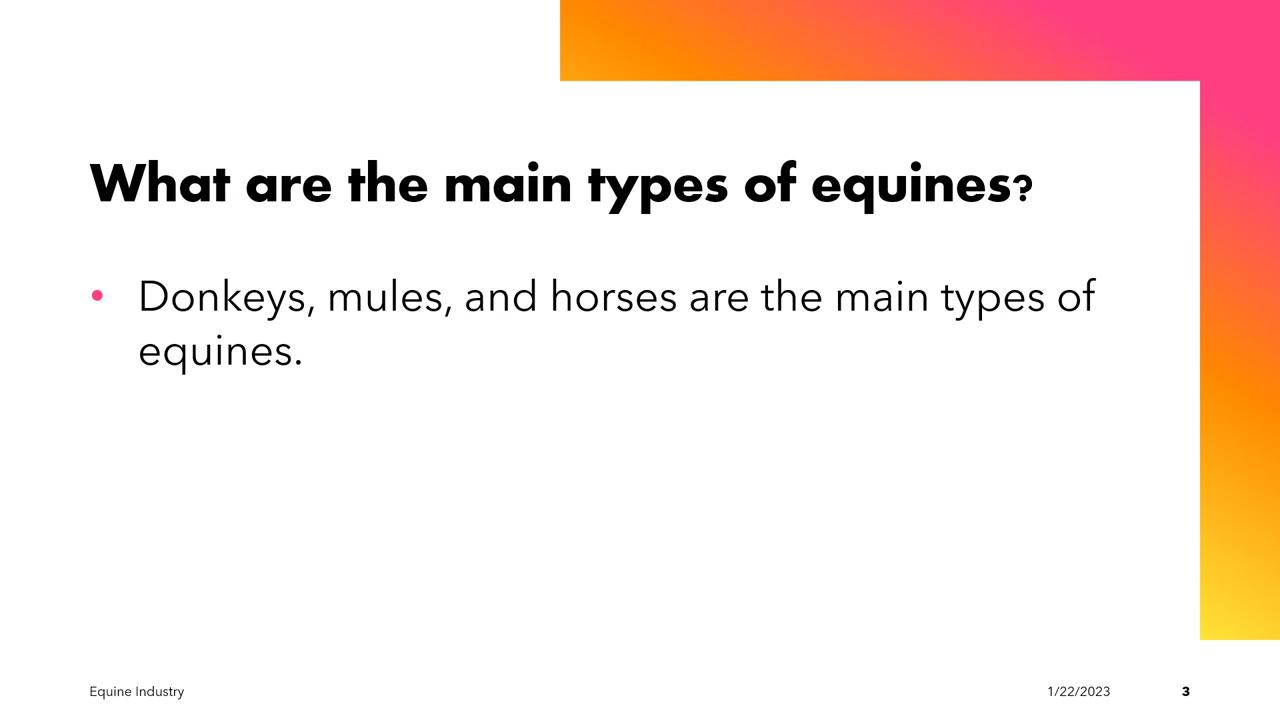 What are the main types of equines?
• Donkeys, mules, and horses are the main types of
equines.
Equine Industry
1/22/2023
3